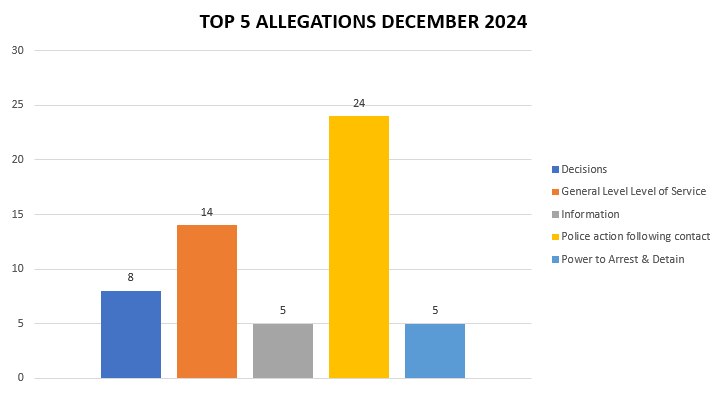 TOP 5 ALLEGATIONS DECEMBER 2024
30
25
20
15
10
5
0
8
14
5
24
5
Decisions
General Level Level of Service
Information
Police action following contact
Power to Arrest & Detain